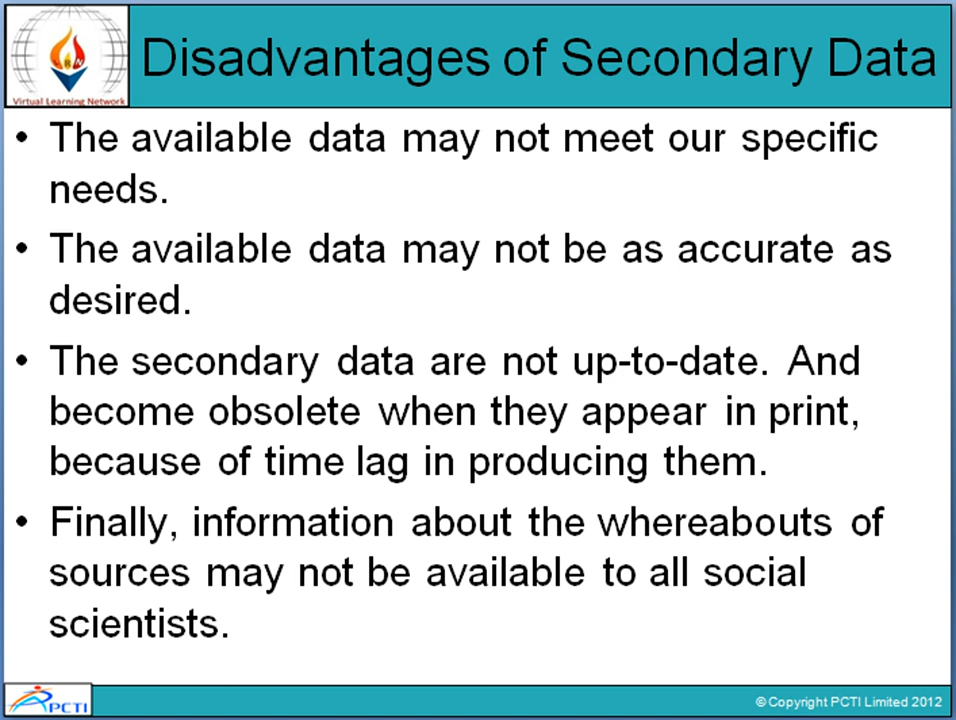 Disadvantages of Secondary Data
Virtual Learning Network
• The available data may not meet our specific
needs.
• The available data may not be as accurate as
desired.
• The secondary data are not up-to-date. And
become obsolete when they appear in print,
because of time lag in producing them.
• Finally, information about the whereabouts of
sources may not be available to all social
scientists.
PCTI
© Copyright PCTI Limited 2012